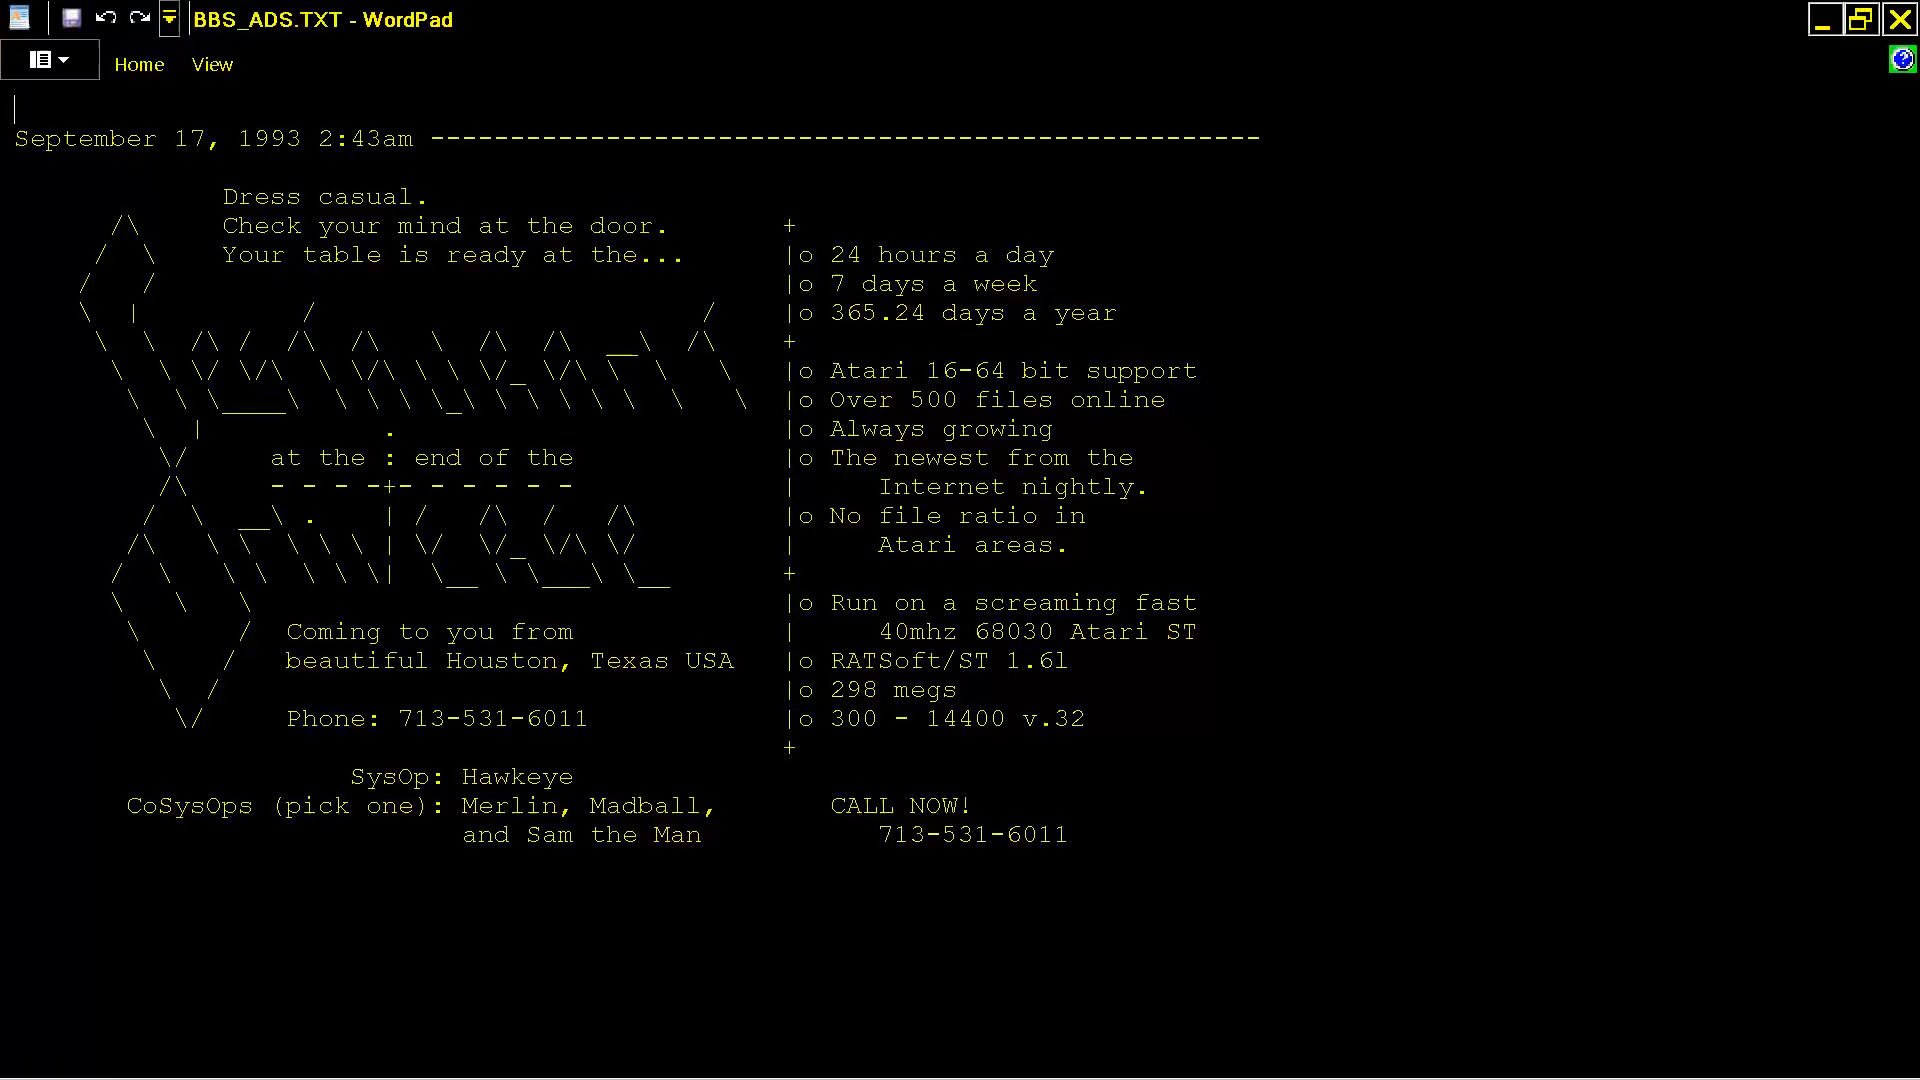 BBS_ADS.TXT - WordPad
Home View
September 17, 1993 2:43am ----------------------------------------------------
Dress casual.
Check your mind at the door.
Your table is ready at the...
at the : end of the
Coming to you from
beautiful Houston, Texas USA
Phone: 713-531-6011
SysOp: Hawkeye
CoSysOps (pick one): Merlin, Madball,
and Sam the Man
o 24 hours a day
o 7 days a week
o 365.24 days a year
o Atari 16-64 bit support
o Over 500 files online
o Always growing
o The newest from the
Internet nightly.
o No file ratio in
Atari areas.
o Run on a screaming fast
40mhz 68030 Atari ST
o RATSoft/ST 1.6l
o 298 megs
o 300 - 14400 v.32
CALL NOW!
713-531-6011